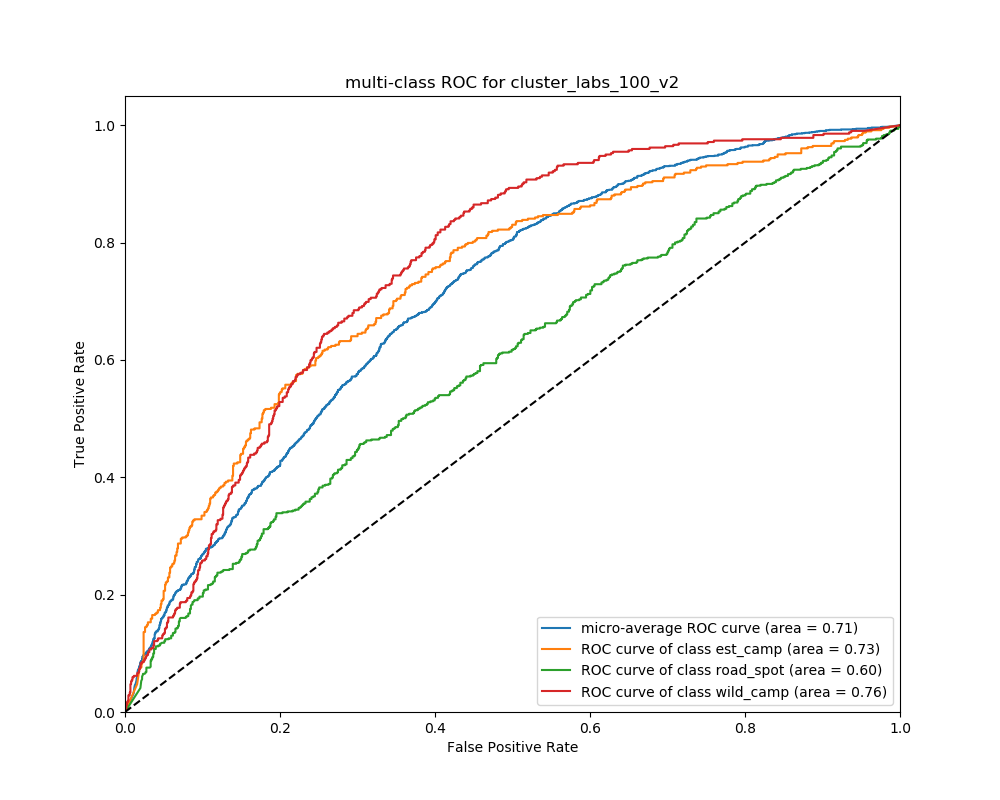 multi-class ROC for cluster_labs_100_v2
True Positive Rate
1.0
0.8
0.6
0.4
0.2
0.0
micro-average ROC curve (area = 0.71)
ROC curve of class est_camp (area = 0.73)
ROC curve of class road_spot (area = 0.60)
ROC curve of class wild_camp (area = 0.76)
0.0 0.2 0.4 0.6 0.8 1.0
False Positive Rate